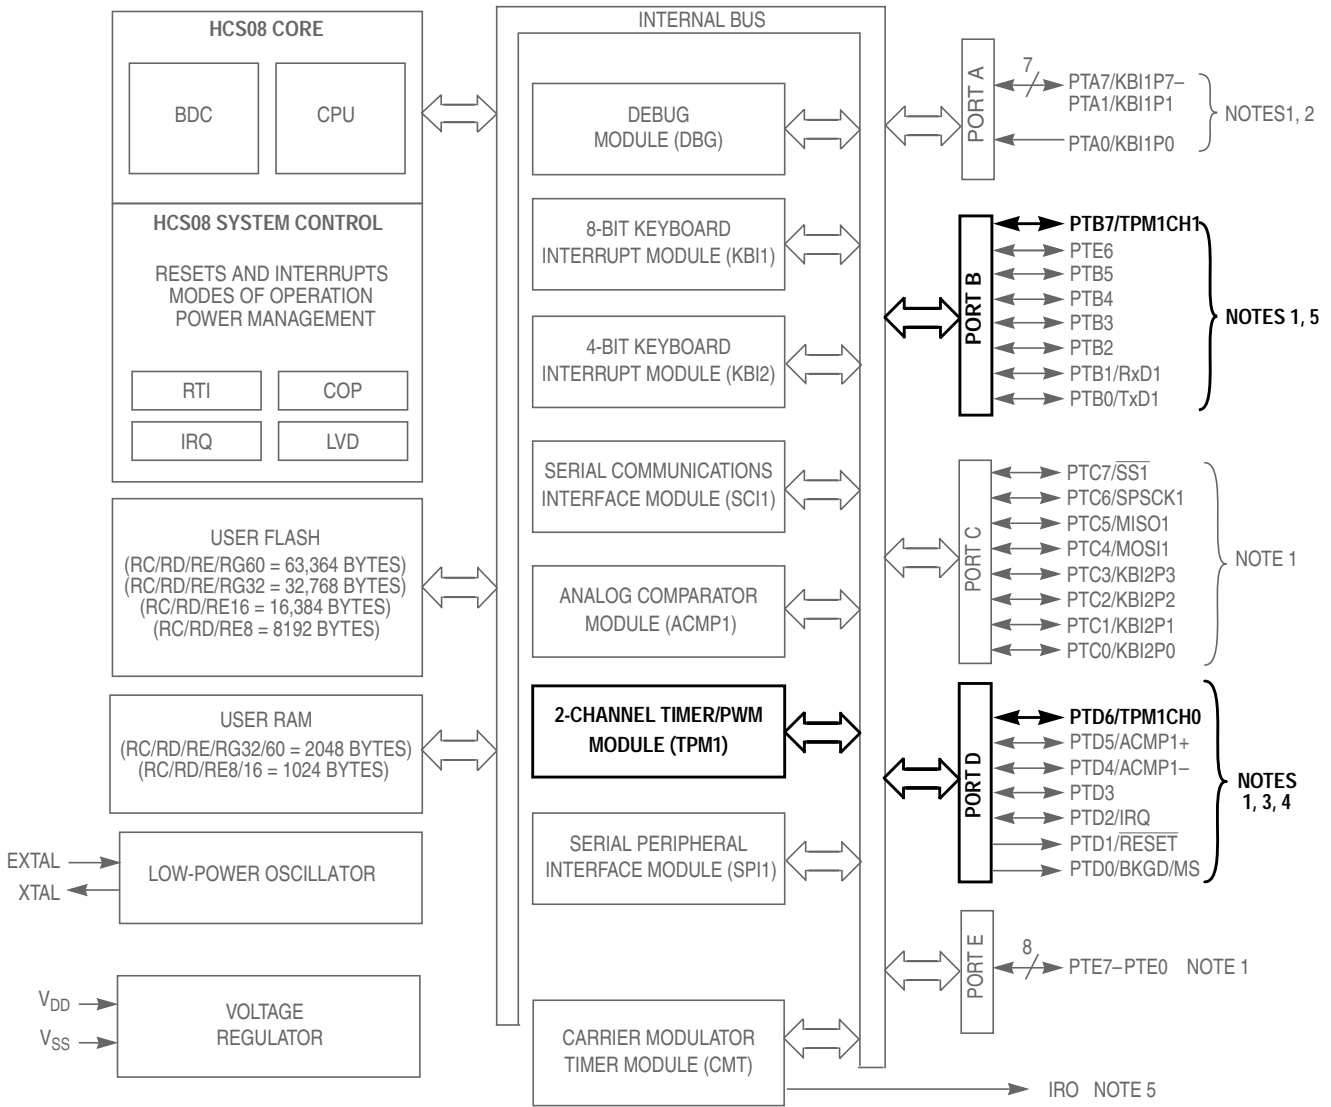 HCS08 CORE
BDC
CPU
HCS08 SYSTEM CONTROL
RESETS AND INTERRUPTS
MODES OF OPERATION
POWER MANAGEMENT
RTI
COP
IRQ
LVD
USER FLASH
(RC/RD/RE/RG60 = 63,364 BYTES)
(RC/RD/RE/RG32 = 32,768 BYTES)
(RC/RD/RE16 = 16,384 BYTES)
(RC/RD/RE8 = 8192 BYTES)
USER RAM
(RC/RD/RE/RG32/60 = 2048 BYTES)
(RC/RD/RE8/16 = 1024 BYTES)
EXTAL
XTAL
LOW-POWER OSCILLATOR
VDD
VSS
VOLTAGE
REGULATOR
INTERNAL BUS
DEBUG
MODULE (DBG)
8-BIT KEYBOARD
INTERRUPT MODULE (KBI1)
4-BIT KEYBOARD
INTERRUPT MODULE (KBI2)
SERIAL COMMUNICATIONS
INTERFACE MODULE (SCI1)
ANALOG COMPARATOR
MODULE (ACMP1)
2-CHANNEL TIMER/PWM
MODULE (TPM1)
SERIAL PERIPHERAL
INTERFACE MODULE (SPI1)
CARRIER MODULATOR
TIMER MODULE (CMT)
PORT A
7
PTA7/KBI1P7–
PTA1/KBI1P1
PTA0/KBI1P0
NOTES1, 2
PORT B
PTB7/TPM1CH1
PTE6
PTB5
PTB4
PTB3
PTB2
PTB1/RxD1
PTB0/TxD1
NOTES 1, 5
PORT C
PTC7/SS1
PTC6/SPSCK1
PTC5/MISO1
PTC4/MOSI1
PTC3/KBI2P3
PTC2/KBI2P2
PTC1/KBI2P1
PTC0/KBI2P0
NOTE 1
PORT D
PTD6/TPM1CH0
PTD5/ACMP1+
PTD4/ACMP1–
PTD3
PTD2/IRQ
PTD1/RESET
PTD0/BKGD/MS
NOTES
1, 3, 4
PORT E
8
PTE7–PTE0 NOTE 1
IRO NOTE 5